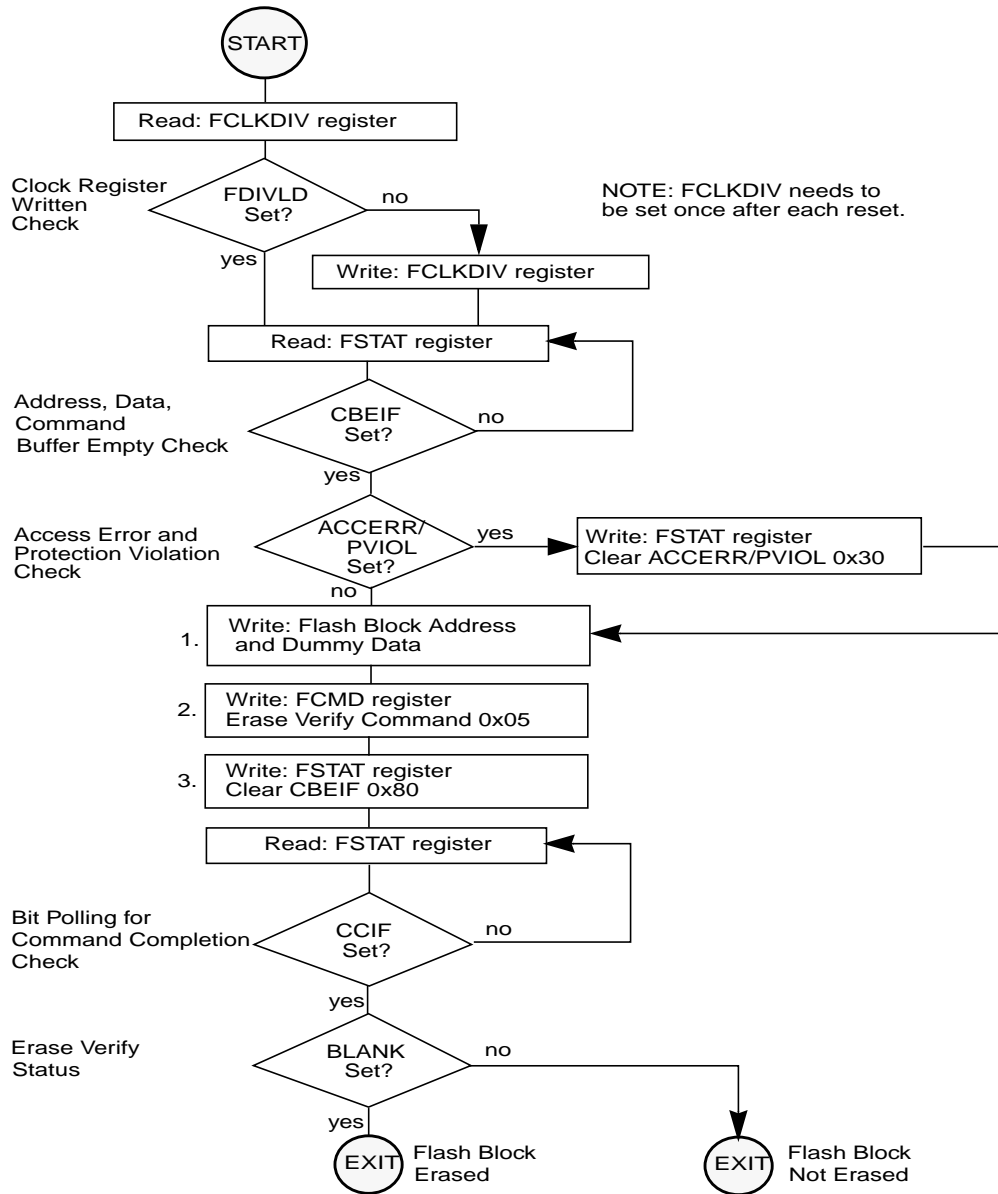 START
Read: FCLKDIV register
Clock Register
Written
Check
FDIVLD
Set?
no
yes
NOTE: FCLKDIV needs to
be set once after each reset.
Write: FCLKDIV register
Read: FSTAT register
Address, Data,
Command
Buffer Empty Check
CBEIF
Set?
no
yes
Access Error and
Protection Violation
Check
ACCERR/
PVIOL
Set?
yes
no
Write: FSTAT register
Clear ACCERR/PVIOL 0x30
1.
Write: Flash Block Address
and Dummy Data
2.
Write: FCMD register
Erase Verify Command 0x05
3.
Write: FSTAT register
Clear CBEIF 0x80
Read: FSTAT register
Bit Polling for
Command Completion
Check
CCIF
Set?
no
yes
Erase Verify
Status
BLANK
Set?
no
yes
EXIT
Flash Block
Erased
EXIT
Flash Block
Not Erased